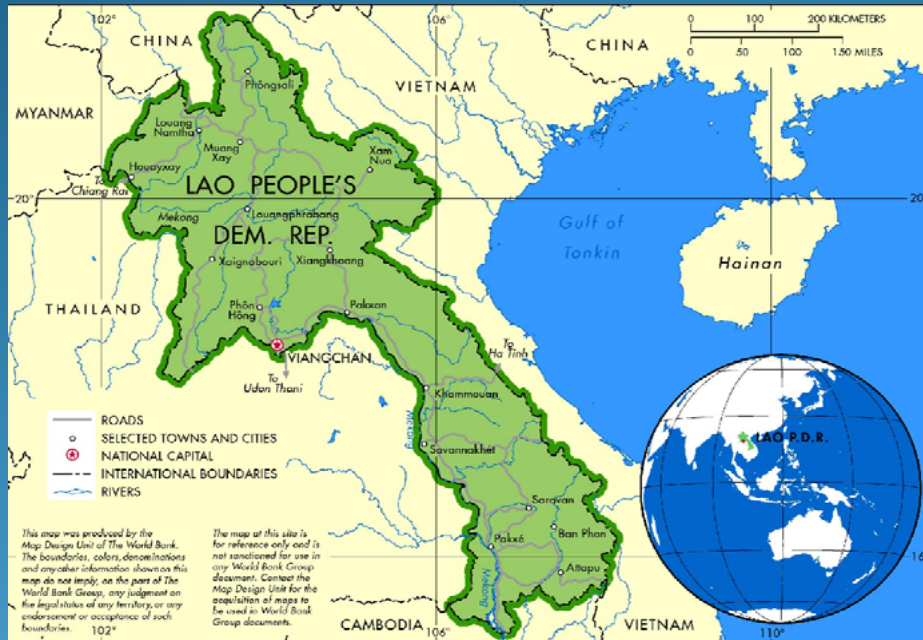 102°
106°
0
100
200 KILOMETERS
0
50
100
150 MILES
CHINA
CHINA
VIETNAM
MYANMAR
Phôngsali
Louang
Namtha
Muang
Xay
Xam
Nua
Houayxay
To
Chiang Rai
LAO PEOPLE'S
20°
20
Mekong
Louangphrabang
DEM. REP.
Gulf of
Tonkin
Hainan
Xaignabouri
Xiangkhoang
THAILAND
Phôn
Hông
Pakxan
VIANGCHAN
To
Ha Tinh
To
Udon Thani
Khammouan
Mekong
Savannakhét
LAO P.D.R.
ROADS
SELECTED TOWNS AND CITIES
NATIONAL CAPITAL
INTERNATIONAL BOUNDARIES
RIVERS
Saravan
Ban Phan
Pakxé
Attapu
Mekong
16
This map was produced by the
Map Design Unit of The World Bank.
The boundaries, colors, denominations
and any other information shown on this
map do not imply, on the part of The
World Bank Group, any judgment on
the legal status of any territory, or any
endorsement or acceptance of such
boundaries.
The map at this site is
for reference only and is
not sanctioned for use in
any World Bank Group
document. Contact the
Map Design Unit for the
acquisition of maps to
be used in World Bank
Group documents.
102°
CAMBODIA
106°
VIETNAM
110°